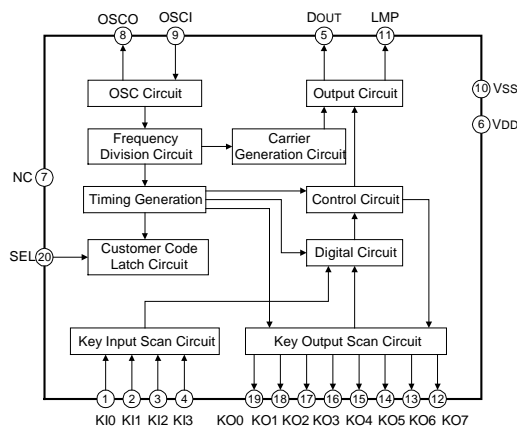 OSCO OSCI DOUT LMP
8 9 5 11
OSC Circuit Output Circuit
10 VSS
6 VDD
Frequency
Division Circuit
Carrier
Generation Circuit
NC 7
Timing Generation Control Circuit
SEL 20
Customer Code
Latch Circuit
Digital Circuit
Key Input Scan Circuit Key Output Scan Circuit
1 2 3 4 19 18 17 16 15 14 13 12
KI0 KI1 KI2 KI3 KO0 KO1 KO2 KO3 KO4 KO5 KO6 KO7